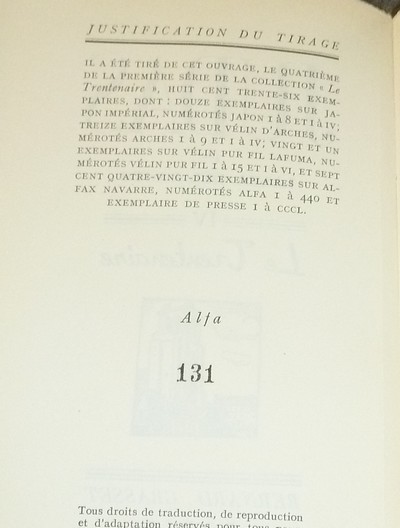 JUSTIFICATION DU TIRAGE
IL A ÉTÉ TIRÉ DE CET OUVRAGE, LE QUATRIÈME
DE LA PREMIÈRE SÉRIE DE LA COLLECTION « Le
Trentenaire », HUIT CENT TRENTE-SIX EXEM-
PLAIRES, DONT : DOUZE EXEMPLAIRES SUR JA-
PON IMPÉRIAL, NUMÉROTÉS JAPON 1 à 8 ET I à IV;
TREIZE EXEMPLAIRES SUR VÉLIN D'ARCHES, NU-
MÉROTÉS ARCHES 1 à 9 ET I à IV; VINGT ET UN
EXEMPLAIRES SUR VÉLIN PUR FIL LAFUMA, NU-
MÉROTÉS VÉLIN PUR FIL 1 à 15 ET I à VI, ET SEPT
CENT QUATRE-VINGT-DIX EXEMPLAIRES SUR AL-
FAX NAVARRE, NUMÉROTÉS ALFA 1 à 440 ET
EXEMPLAIRE DE PRESSE I à CCCL.
Alfa
131
Tous droits de traduction, de reproduction
et d'adaptation réservés pour tous